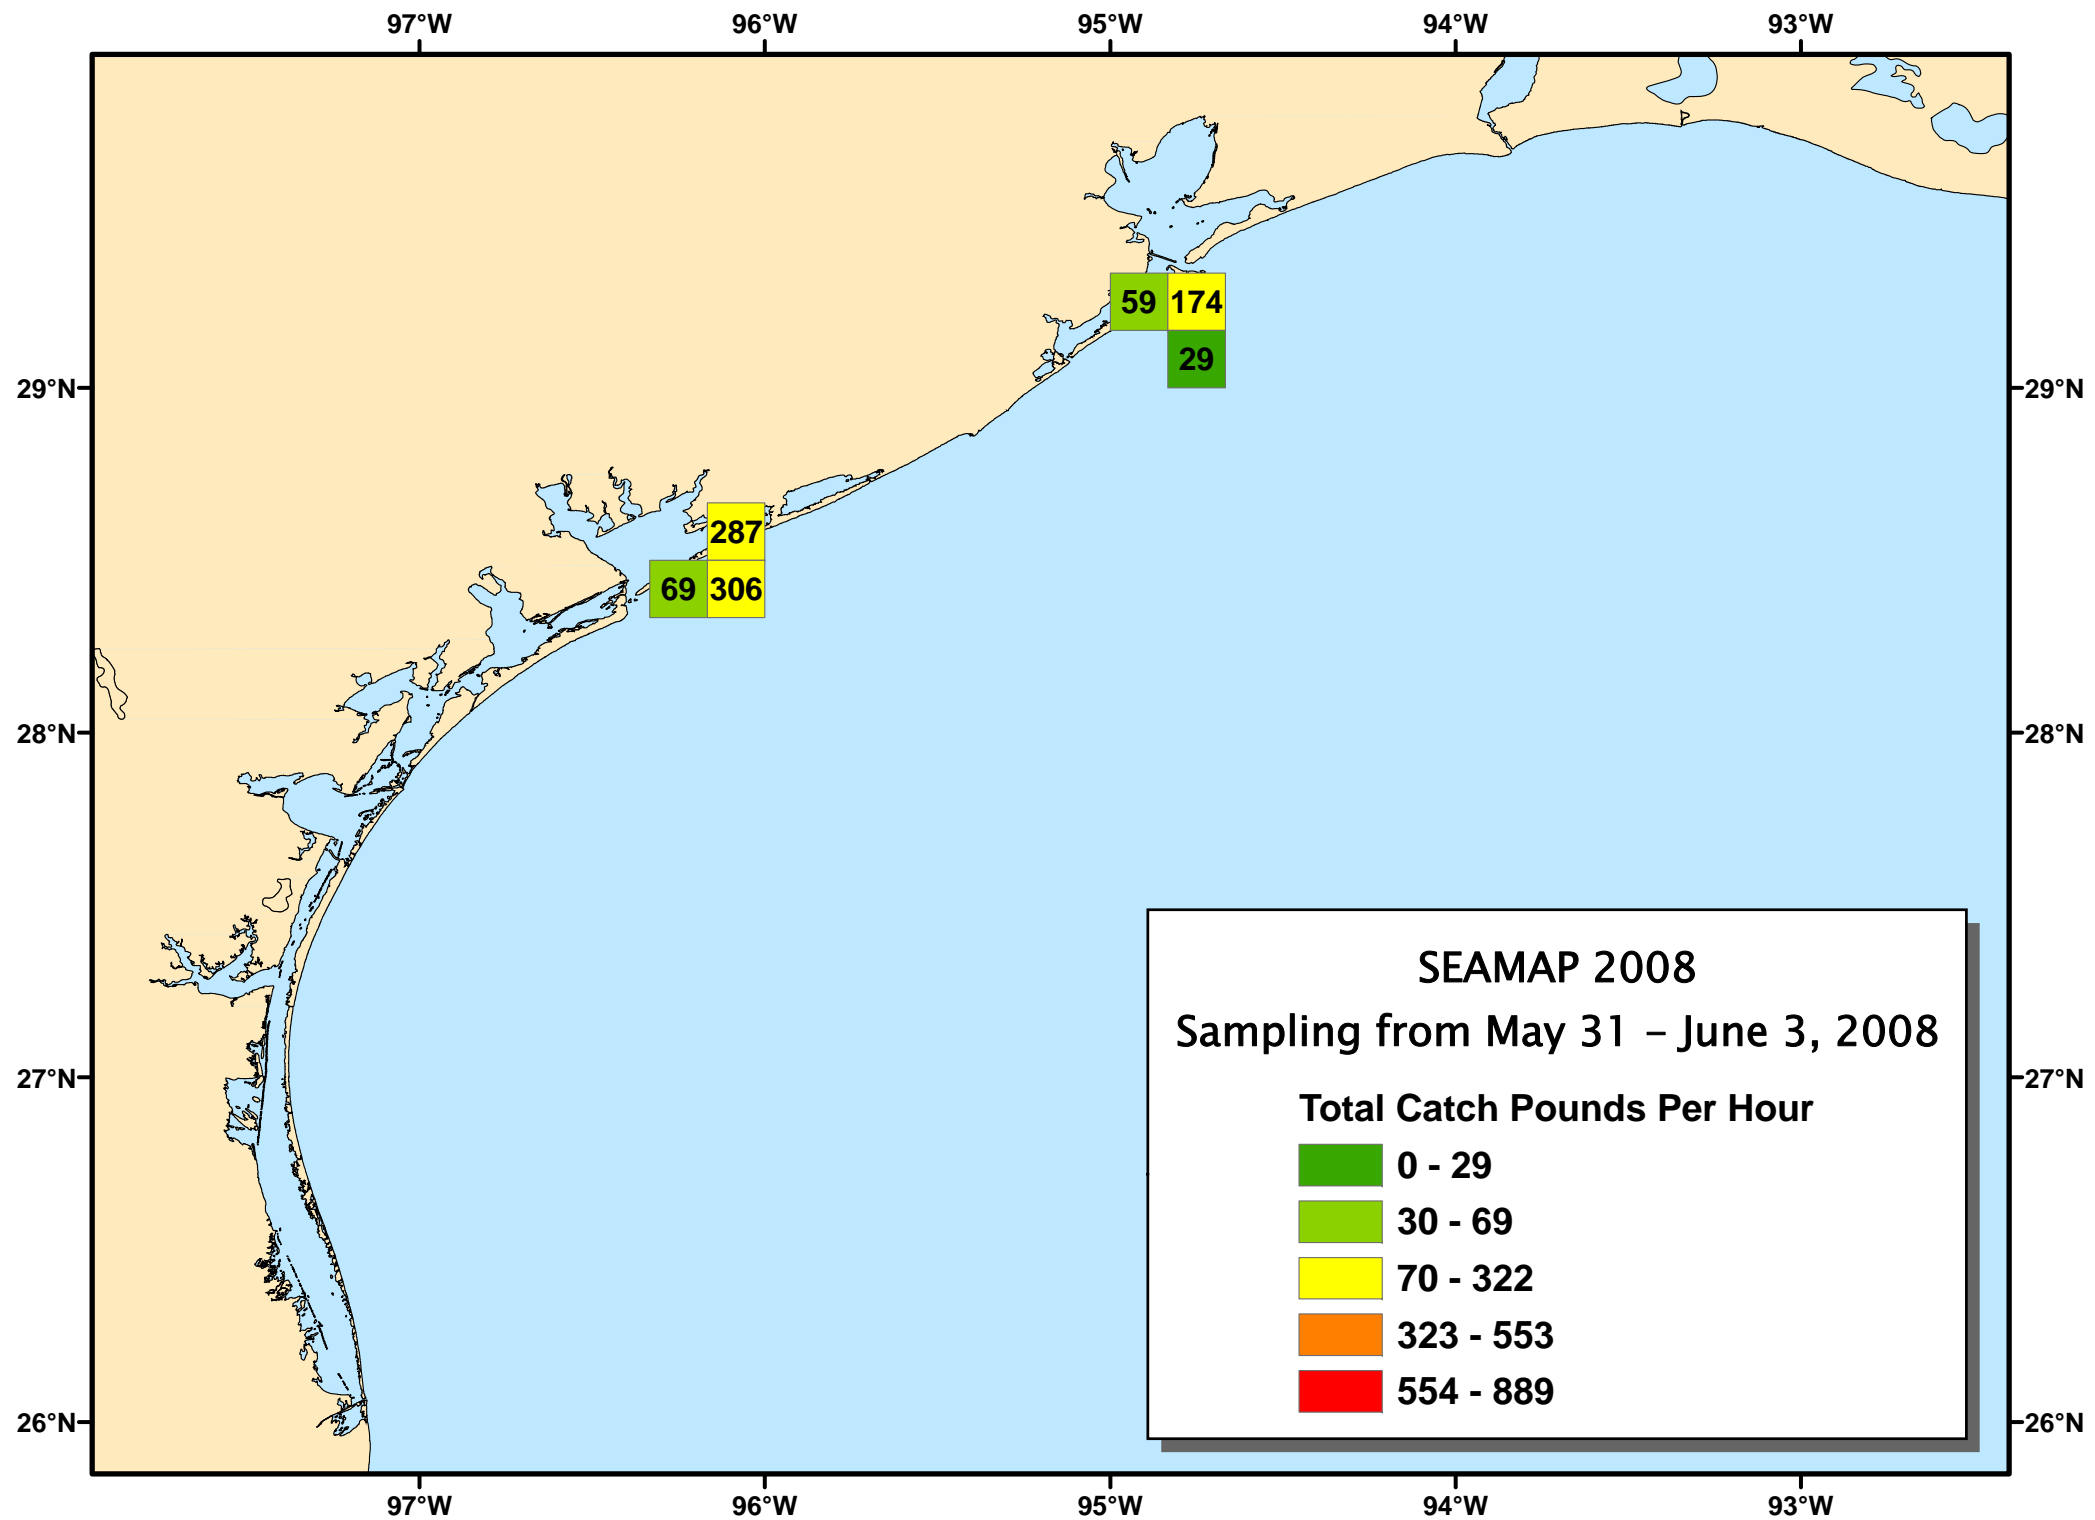 97°W 96°W 95°W 94°W 93°W
59 174
29
29°N 29°N
287
69 306
28°N 28°N
SEAMAP 2008
Sampling from May 31 – June 3, 2008
27°N 27°N
Total Catch Pounds Per Hour
0 - 29
30 - 69
70 - 322
323 - 553
554 - 889
26°N 26°N
97°W 96°W 95°W 94°W 93°W